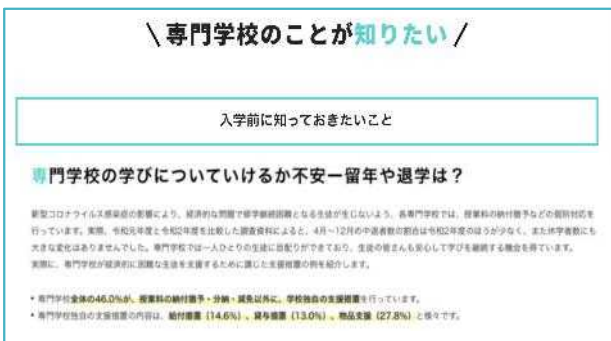 \ 専門学校のことが知りたい /
入学前に知っておきたいこと
専門学校の学びについていけるか不安ー留年や退学は？
新型コロナウイルス感染症の影響により、経済的な問題で修学継続困難となる生徒が生じないよう、各専門学校では、授業料の納付猶予などの個別対応を
行っています。実際、令和元年度と令和2年度を比較した調査資料によると、4月～12月の中退者数の割合は令和2年度のほうが少なく、また休学者数にも
大きな変化はありませんでした。専門学校では一人ひとりの生徒に目配りができており、生徒の皆さんも安心して学びを継続する機会を得ています。
実際に、専門学校が経済的に困難な生徒を支援するために講じた支援措置の例を紹介します。
• 専門学校全体の46.0%が、授業料の納付猶予・分納・減免以外に、学校独自の支援措置を行っています。
• 専門学校独自の支援措置の内容は、給付措置（14.6%）、貸与措置（13.0%）、物品支援（27.8%）と様々です。